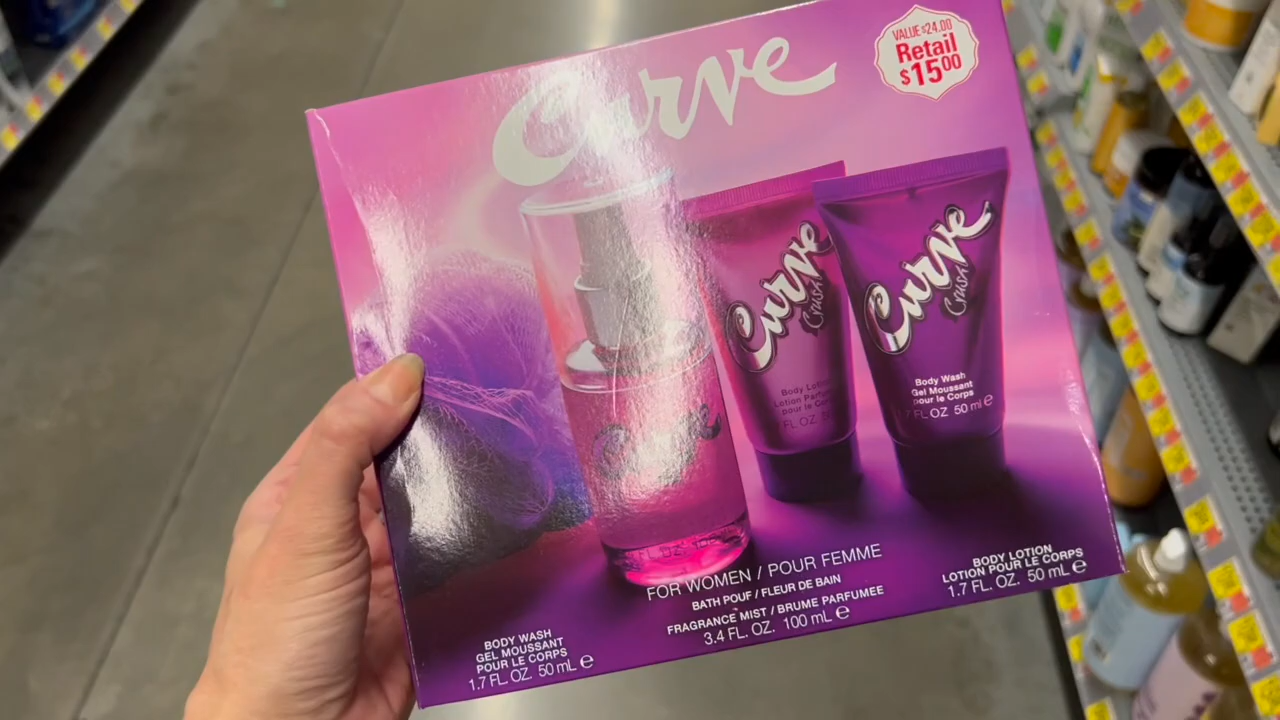 Curve
VALUE $24.00
Retail
$15.00
Curve
Crush
Body Lotion
Lotion
pour le
FL. OZ.
Curve
Crush
Body Wash
Gel Moussant
pour le Corps
FL OZ 50 ml e
Curve
FOR WOMEN / POUR FEMME
BATH POUF / FLEUR DE BAIN
FRAGRANCE MIST / BRUME PARFUMEE
3.4 FL. OZ. 100 mL e
BODY WASH
GEL MOUSSANT
POUR LE CORPS
1.7 FL. OZ. 50 mL e
BODY LOTION
LOTION POUR LE CORPS
1.7 FL. OZ. 50 mL e